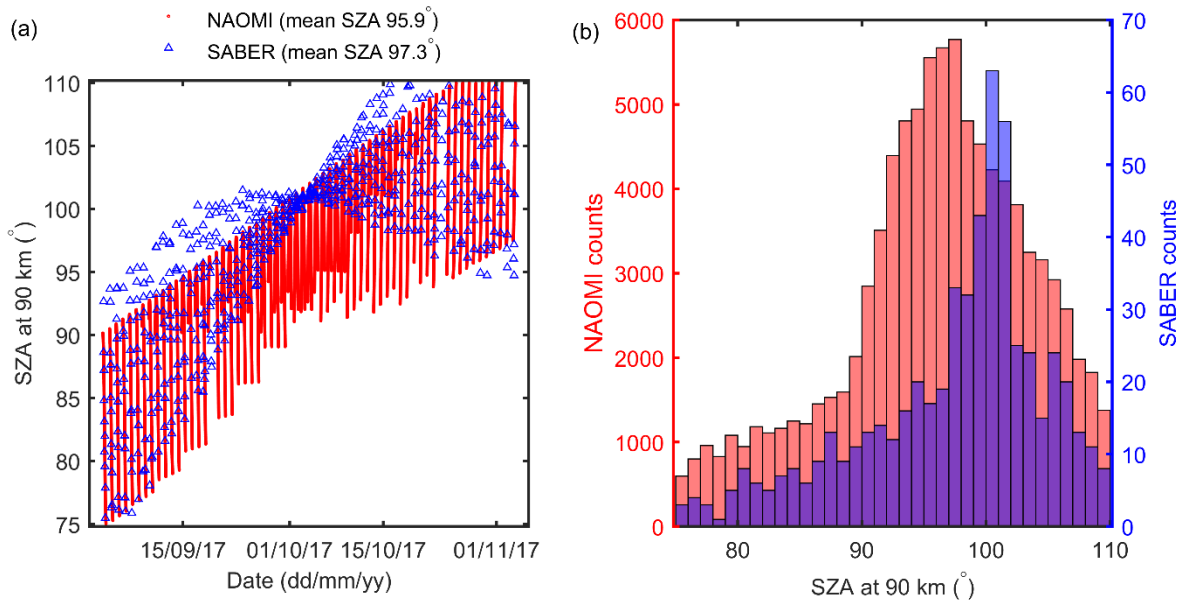 (a)
NAOMI (mean SZA 95.9°)
SABER (mean SZA 97.3°)
110
105
100
95
90
85
80
75
SZA at 90 km (°)
15/09/17 01/10/17 15/10/17 01/11/17
Date (dd/mm/yy)
(b)
6000
5000
4000
3000
2000
1000
0
NAOMI counts
70
60
50
40
30
20
10
0
SABER counts
80 90 100 110
SZA at 90 km (°)